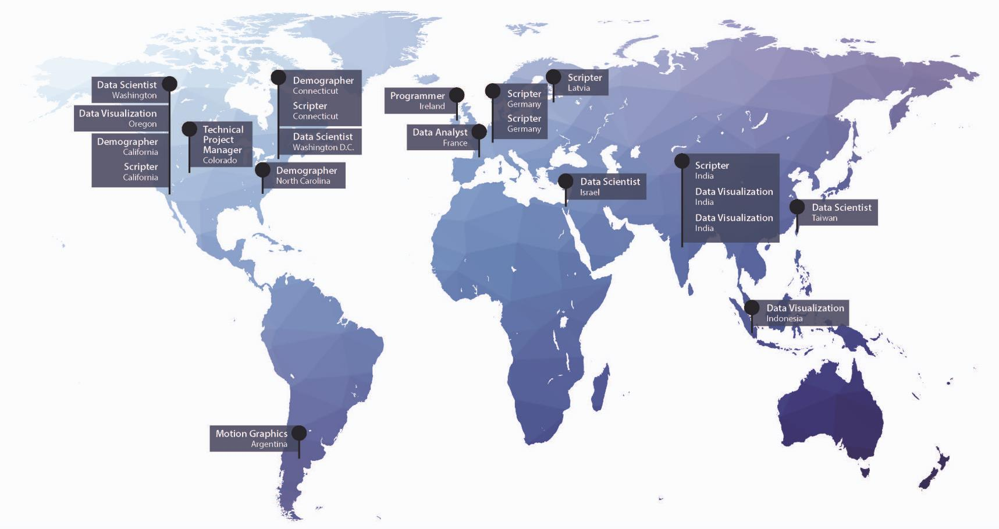 Data Scientist
Washington
Data Visualization
Oregon
Demographer
California
Scripter
California
Technical
Project
Manager
Colorado
Demographer
Connecticut
Scripter
Connecticut
Data Scientist
Washington D.C.
Demographer
North Carolina
Motion Graphics
Argentina
Programmer
Ireland
Data Analyst
France
Scripter
Germany
Scripter
Germany
Scripter
Latvia
Data Scientist
Israel
Scripter
India
Data Visualization
India
Data Visualization
India
Data Scientist
Taiwan
Data Visualization
Indonesia